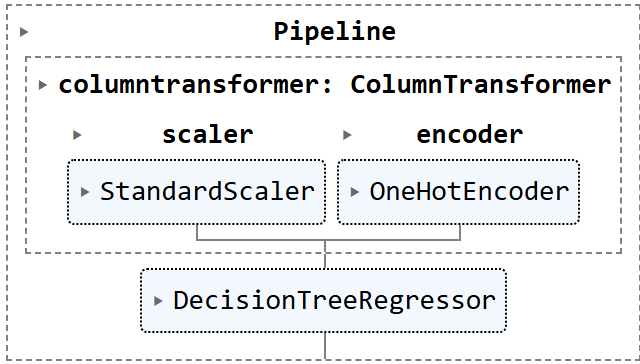 Pipeline
columntransformer: ColumnTransformer
scaler encoder
StandardScaler OneHotEncoder
DecisionTreeRegressor